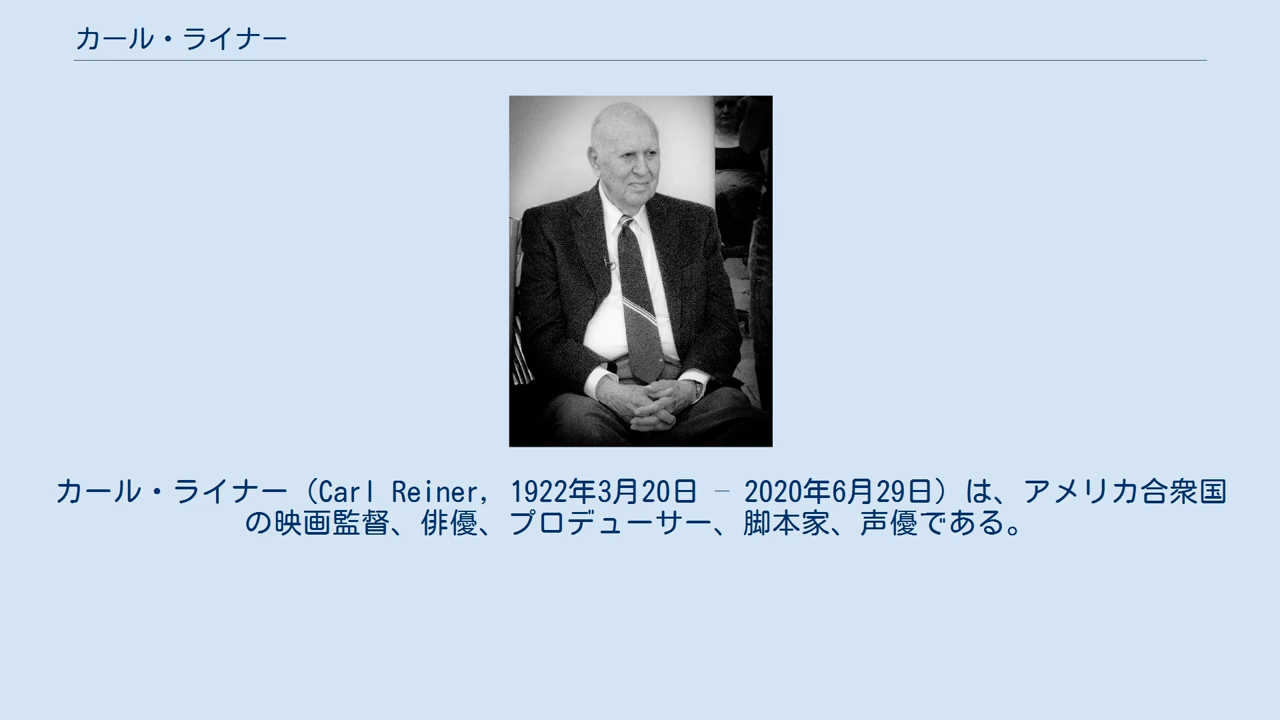 カール・ライナー
カール・ライナー（Carl Reiner, 1922年3月20日 – 2020年6月29日）は、アメリカ合衆国
の映画監督、俳優、プロデューサー、脚本家、声優である。